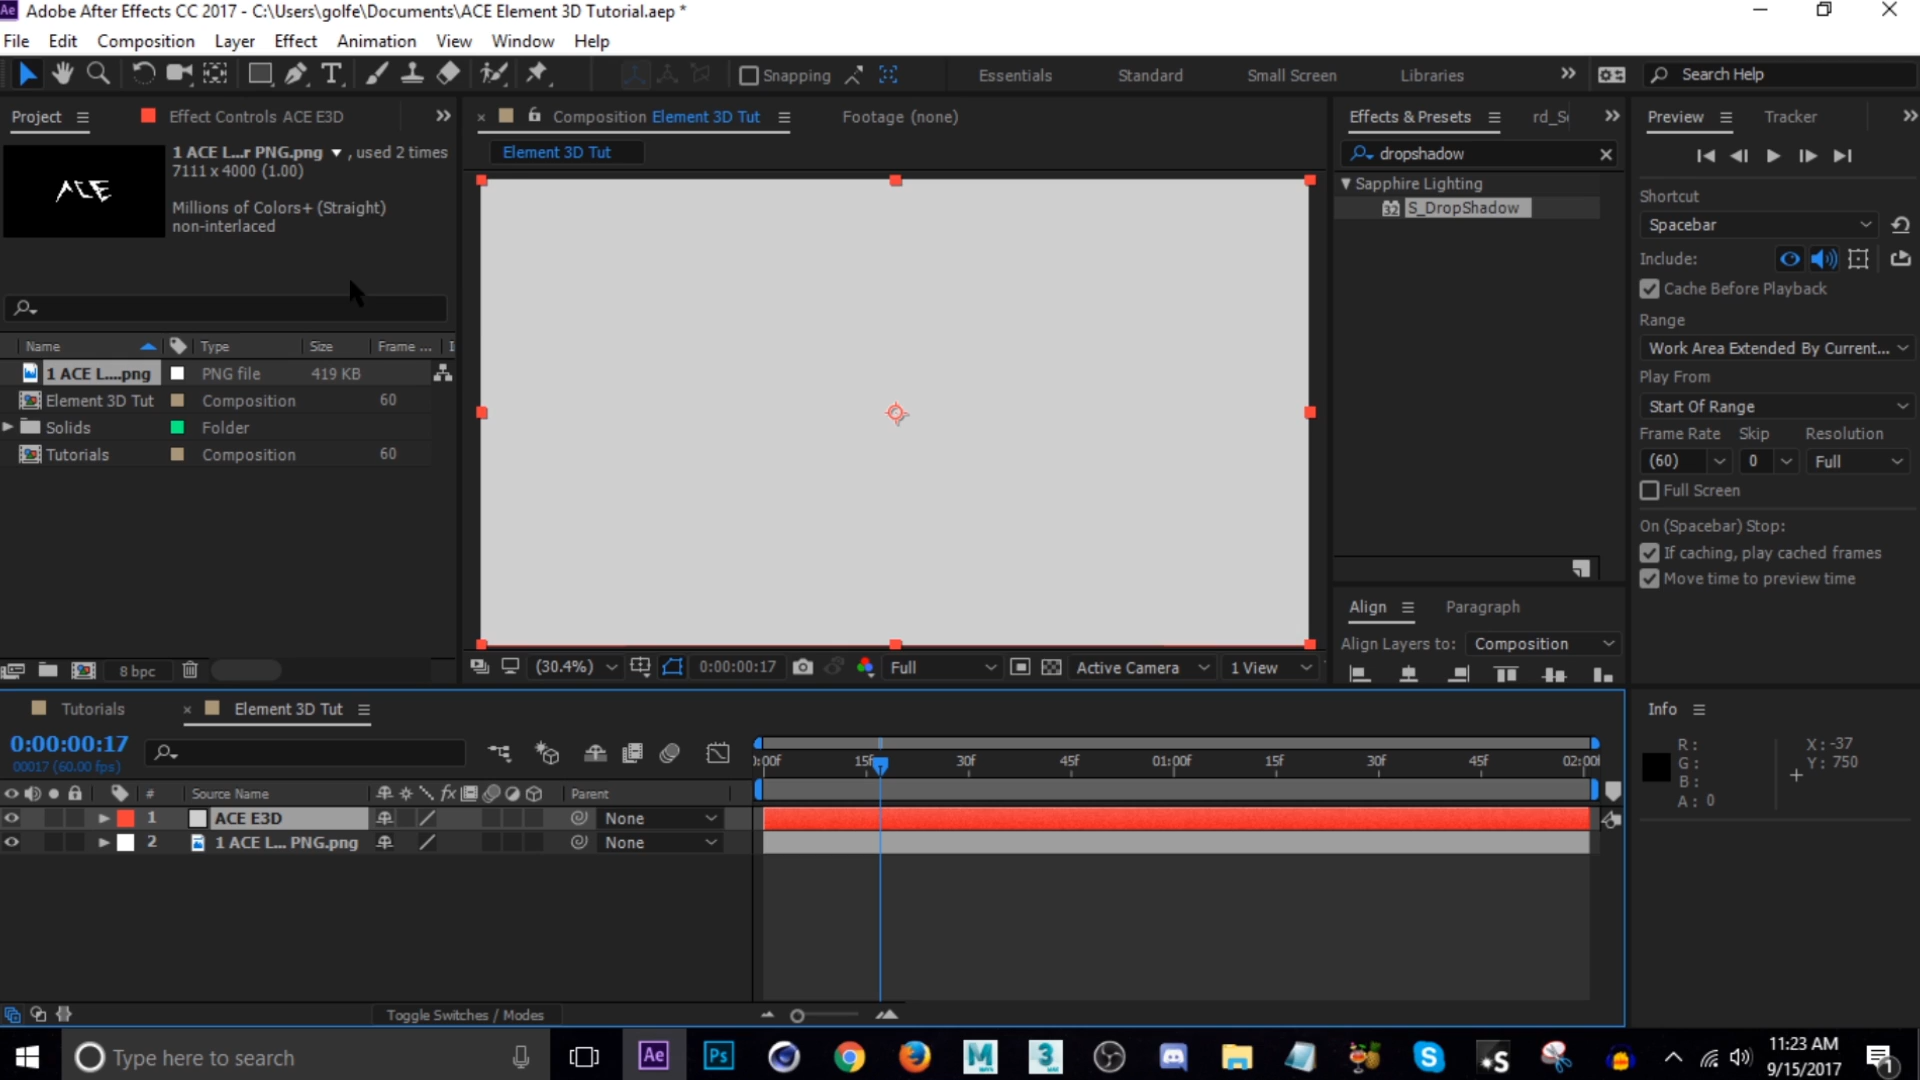 Adobe After Effects CC 2017 - C:\Users\golfe\Documents\ACE Element 3D Tutorial.aep *
File Edit Composition Layer Effect Animation View Window Help
Snapping Essentials Standard Small Screen Libraries Search Help
Project Effect Controls ACE E3D
1 ACE L...r PNG.png , used 2 times
7111 x 4000 (1.00)
Millions of Colors+ (Straight)
non-interlaced
ACE
Name Type Size Frame ...
1 ACE L....png PNG file 419 KB
Element 3D Tut Composition 60
Solids Folder
Tutorials Composition 60
8 bpc
Composition Element 3D Tut Footage (none)
Element 3D Tut
(30.4%) 0:00:00:17 Full Active Camera 1 View
Effects & Presets
dropshadow
Sapphire Lighting
32 S_DropShadow
Align Paragraph
Align Layers to: Composition
Preview Tracker
Shortcut
Spacebar
Include:
Cache Before Playback
Range
Work Area Extended By Current...
Play From
Start Of Range
Frame Rate Skip Resolution
(60) 0 Full
Full Screen
On (Spacebar) Stop:
If caching, play cached frames
Move time to preview time
Tutorials Element 3D Tut
0:00:00:17
00017 (60.00 fps)
:00f 15f 30f 45f 01:00f 15f 30f 45f 02:00f
# Source Name fx Parent
1 ACE E3D None
2 1 ACE L... PNG.png None
Toggle Switches / Modes
Info
R: X: -37
G: Y: 750
B:
A: 0
Type here to search
Ae Ps M 3 S S
11:23 AM
9/15/2017
1